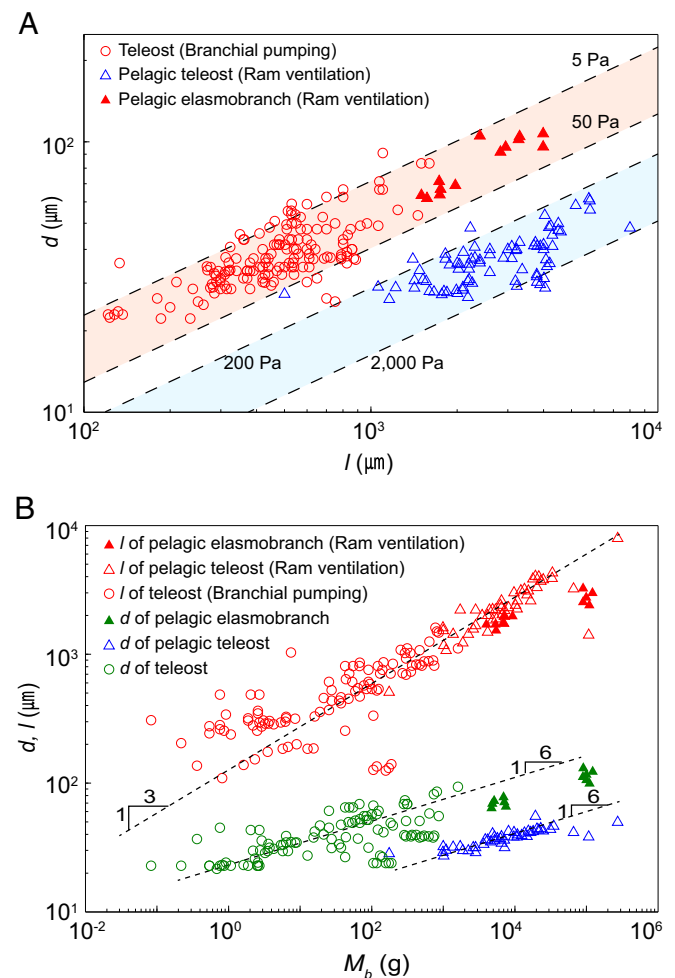 A
Teleost (Branchial pumping)
Pelagic teleost (Ram ventilation)
Pelagic elasmobranch (Ram ventilation)
5 Pa
50 Pa
200 Pa
2,000 Pa
10²
10¹
d (μm)
10² 10³ 10⁴
l (μm)
B
l of pelagic elasmobranch (Ram ventilation)
l of pelagic teleost (Ram ventilation)
l of teleost (Branchial pumping)
d of pelagic elasmobranch
d of pelagic teleost
d of teleost
10⁴
10³
10²
10¹
d, l (μm)
1 3
1 6
1 6
10⁻² 10⁰ 10² 10⁴ 10⁶
M_b (g)